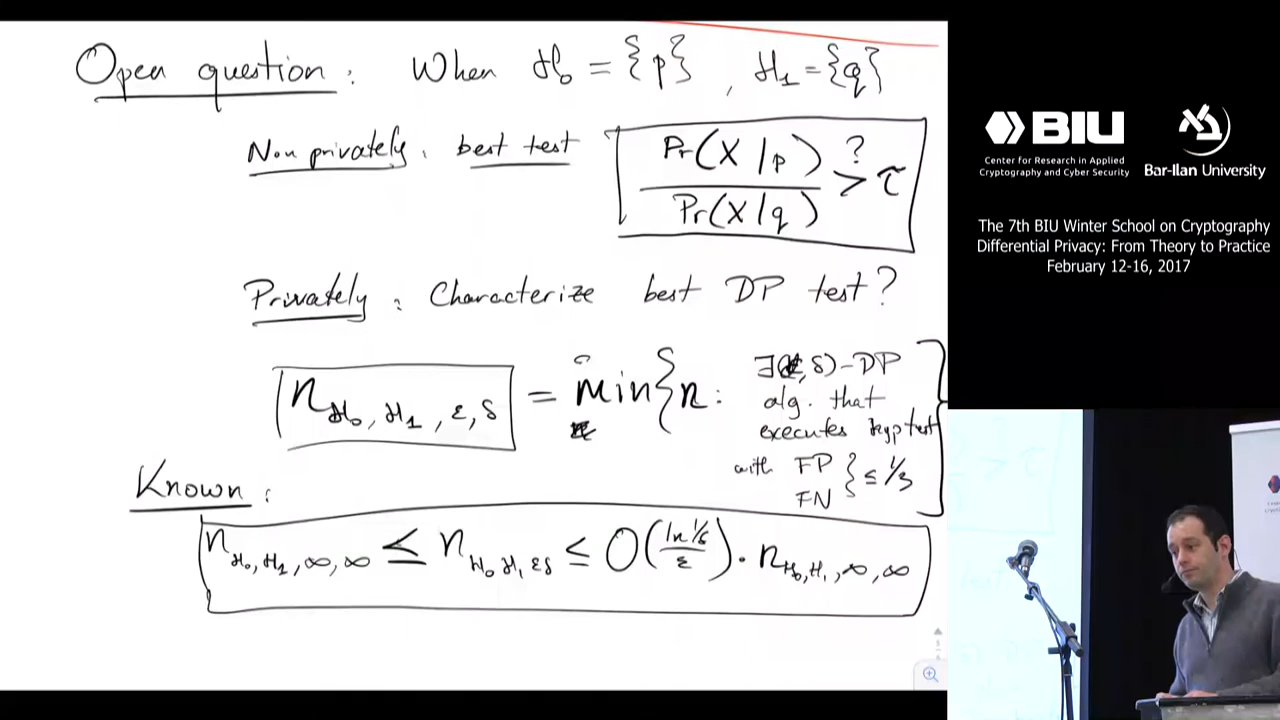 Open question: When H₀ = {p}, H₁ = {q}
Non privately: best test Pr(X|p) / Pr(X|q) >? τ
Privately: Characterize best DP test?
n_{H₀, H₁, ε, δ} = min { n: ∃(ε, δ)-DP
alg. that
executes hyp test
with FP
FN } ≤ 1/3 }
Known:
n_{H₀, H₁, ∞, ∞} ≤ n_{H₀ H₁ εδ} ≤ O(ln 1/δ / ε) · n_{H₀, H₁, ∞, ∞}
BIU
Center for Research in Applied
Cryptography and Cyber Security
Bar-Ilan University
The 7th BIU Winter School on Cryptography
Differential Privacy: From Theory to Practice
February 12-16, 2017